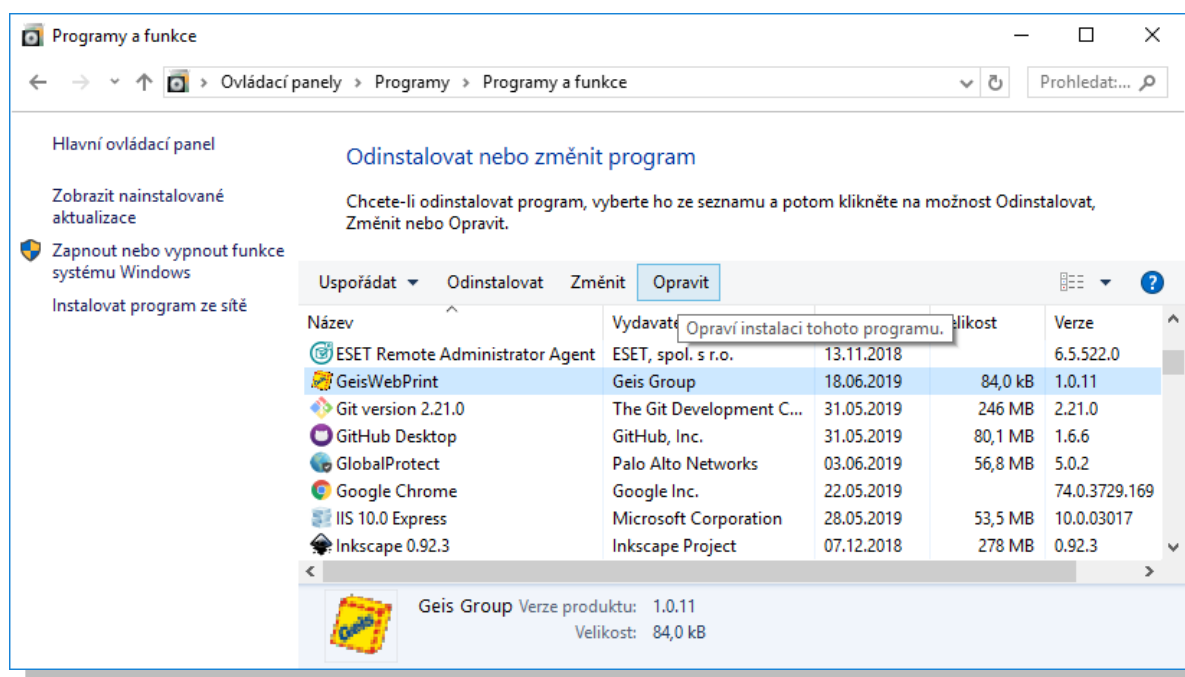 Programy a funkce
Ovládací panely > Programy > Programy a funkce
Prohledat:...
Hlavní ovládací panel
Zobrazit nainstalované
aktualizace
Zapnout nebo vypnout funkce
systému Windows
Instalovat program ze sítě
Odinstalovat nebo změnit program
Chcete-li odinstalovat program, vyberte ho ze seznamu a potom klikněte na možnost Odinstalovat,
Změnit nebo Opravit.
Uspořádat Odinstalovat Změnit Opravit ?
Název Vydavate elikost Verze
Opraví instalaci tohoto programu.
ESET Remote Administrator Agent ESET, spol. s r.o. 13.11.2018 6.5.522.0
GeisWebPrint Geis Group 18.06.2019 84,0 kB 1.0.11
Git version 2.21.0 The Git Development C... 31.05.2019 246 MB 2.21.0
GitHub Desktop GitHub, Inc. 31.05.2019 80,1 MB 1.6.6
GlobalProtect Palo Alto Networks 03.06.2019 56,8 MB 5.0.2
Google Chrome Google Inc. 22.05.2019 74.0.3729.169
IIS 10.0 Express Microsoft Corporation 28.05.2019 53,5 MB 10.0.03017
Inkscape 0.92.3 Inkscape Project 07.12.2018 278 MB 0.92.3
Geis
Geis Group Verze produktu: 1.0.11
Velikost: 84,0 kB